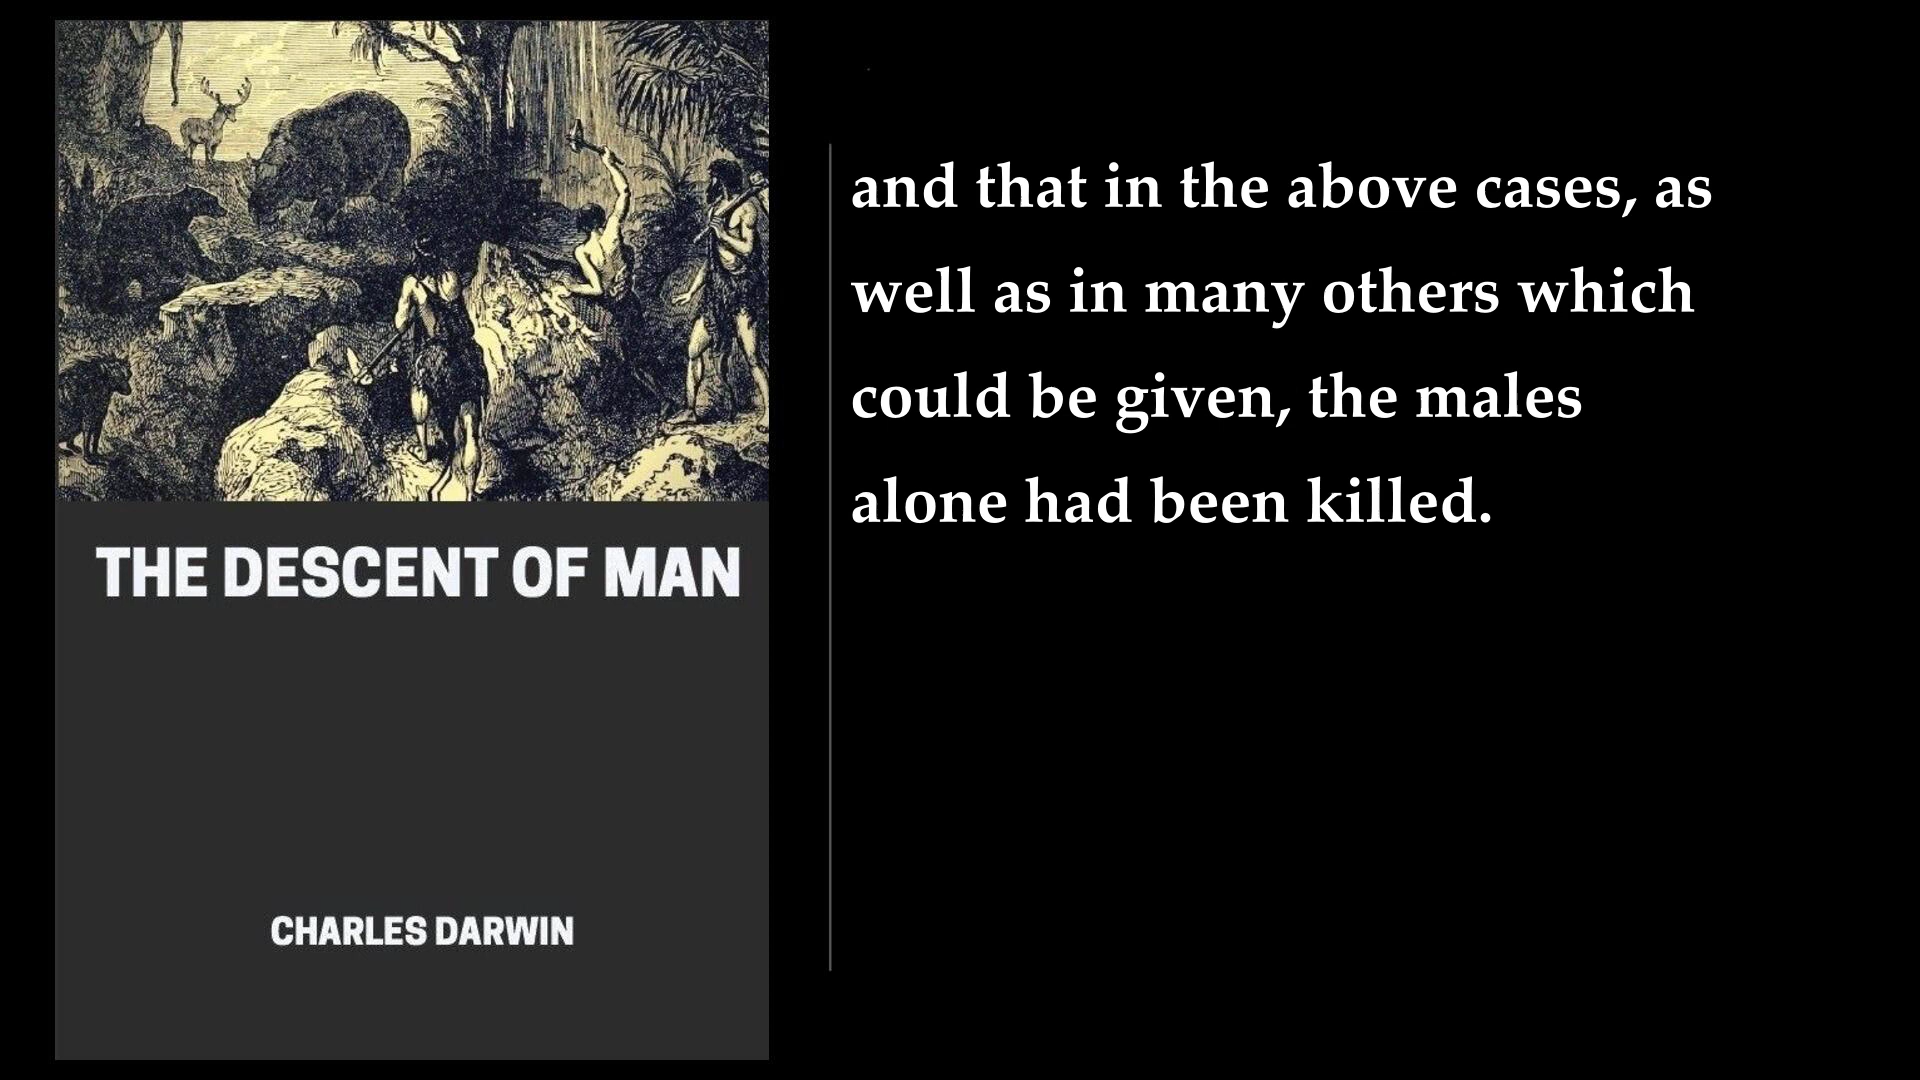 THE DESCENT OF MAN
CHARLES DARWIN
and that in the above cases, as
well as in many others which
could be given, the males
alone had been killed.